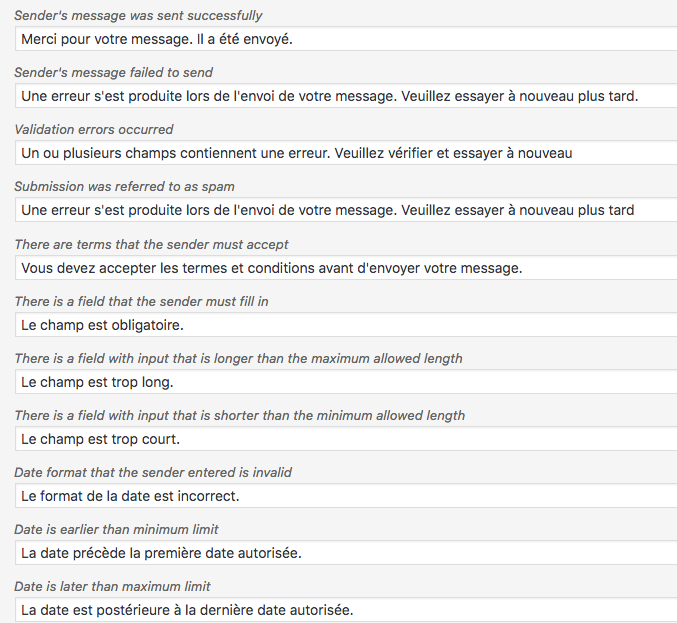 Sender's message was sent successfully
Merci pour votre message. Il a été envoyé.
Sender's message failed to send
Une erreur s'est produite lors de l'envoi de votre message. Veuillez essayer à nouveau plus tard.
Validation errors occurred
Un ou plusieurs champs contiennent une erreur. Veuillez vérifier et essayer à nouveau
Submission was referred to as spam
Une erreur s'est produite lors de l'envoi de votre message. Veuillez essayer à nouveau plus tard
There are terms that the sender must accept
Vous devez accepter les termes et conditions avant d'envoyer votre message.
There is a field that the sender must fill in
Le champ est obligatoire.
There is a field with input that is longer than the maximum allowed length
Le champ est trop long.
There is a field with input that is shorter than the minimum allowed length
Le champ est trop court.
Date format that the sender entered is invalid
Le format de la date est incorrect.
Date is earlier than minimum limit
La date précède la première date autorisée.
Date is later than maximum limit
La date est postérieure à la dernière date autorisée.